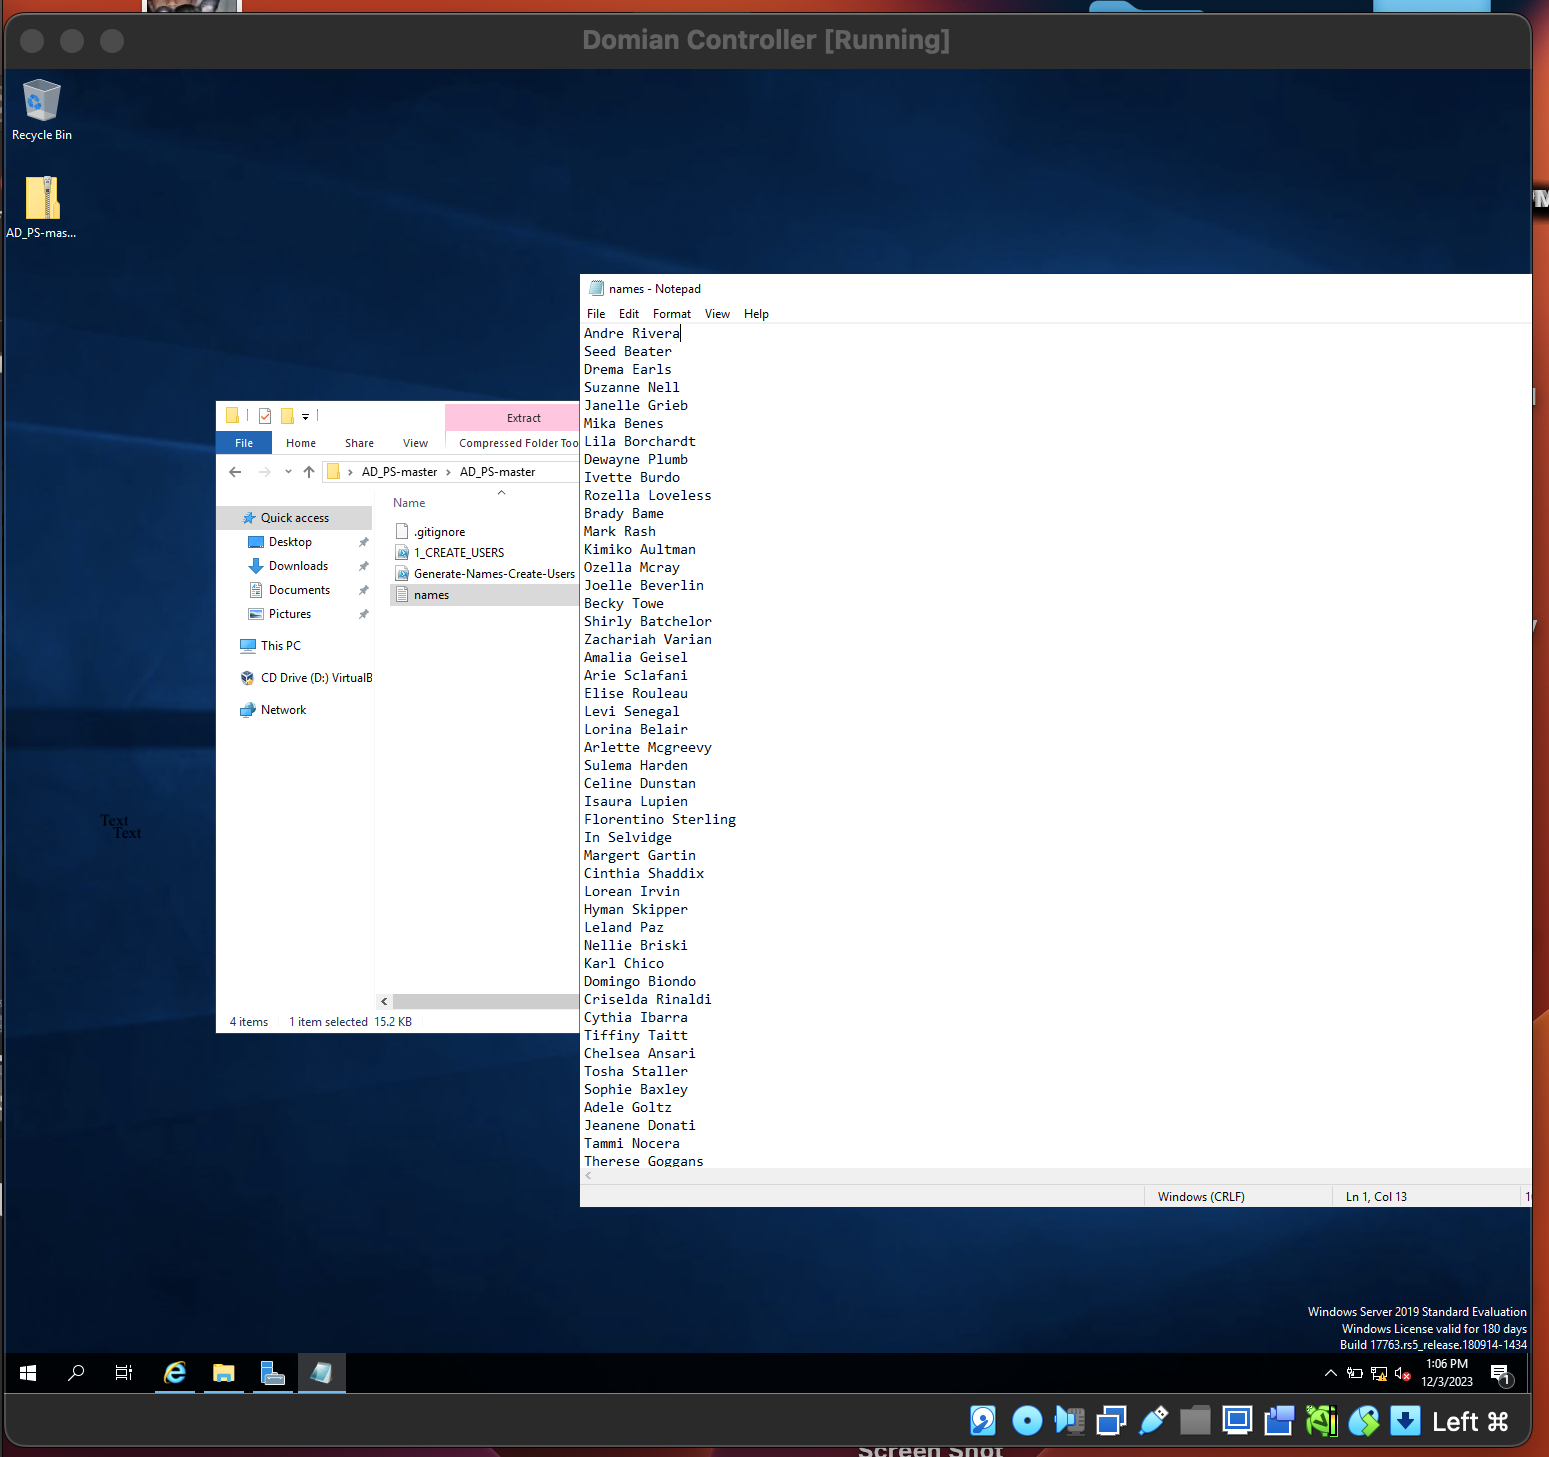 Domian Controller [Running]
Recycle Bin
AD_PS-mas...
names - Notepad
File Edit Format View Help
Andre Rivera
Seed Beater
Drema Earls
Suzanne Nell
Janelle Grieb
Mika Benes
Lila Borchardt
Dewayne Plumb
Ivette Burdo
Rozella Loveless
Brady Bame
Mark Rash
Kimiko Aultman
Ozella Mcray
Joelle Beverlin
Becky Towe
Shirly Batchelor
Zachariah Varian
Amalia Geisel
Arie Sclafani
Elise Rouleau
Levi Senegal
Lorina Belair
Arlette Mcgreevy
Sulema Harden
Celine Dunstan
Isaura Lupien
Florentino Sterling
In Selvidge
Margert Gartin
Cinthia Shaddix
Lorean Irvin
Hyman Skipper
Leland Paz
Nellie Briski
Karl Chico
Domingo Biondo
Criselda Rinaldi
Cythia Ibarra
Tiffiny Taitt
Chelsea Ansari
Tosha Staller
Sophie Baxley
Adele Goltz
Jeanene Donati
Tammi Nocera
Therese Goggans
Windows (CRLF) Ln 1, Col 13
Extract
File Home Share View Compressed Folder Too
AD_PS-master AD_PS-master
Name
Quick access
Desktop
Downloads
Documents
Pictures
This PC
CD Drive (D:) VirtualB
Network
.gitignore
1_CREATE_USERS
Generate-Names-Create-Users
names
4 items 1 item selected 15.2 KB
Text
Text
Windows Server 2019 Standard Evaluation
Windows License valid for 180 days
Build 17763.rs5_release.180914-1434
1:06 PM
12/3/2023
1
Left ⌘
Screen Shot